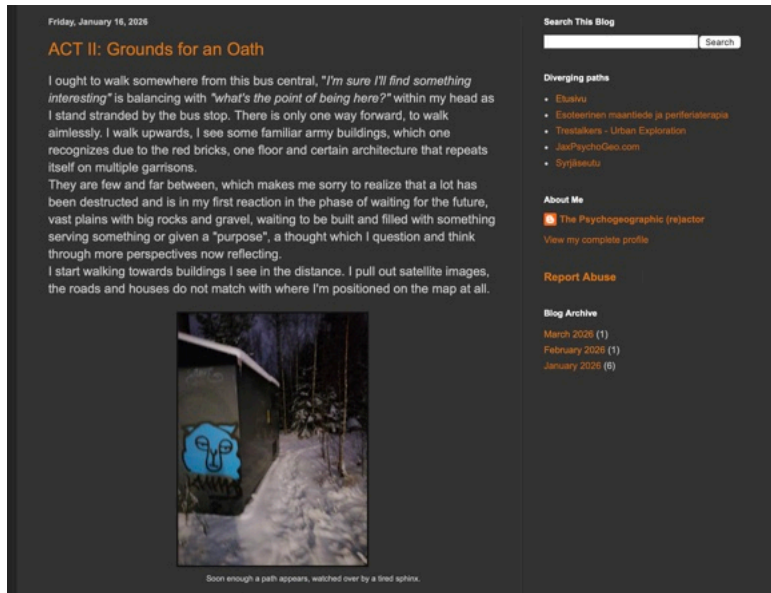 Friday, January 16, 2026
ACT II: Grounds for an Oath
I ought to walk somewhere from this bus central, "I'm sure I'll find something
interesting" is balancing with "what's the point of being here?" within my head as
I stand stranded by the bus stop. There is only one way forward, to walk
aimlessly. I walk upwards, I see some familiar army buildings, which one
recognizes due to the red bricks, one floor and certain architecture that repeats
itself on multiple garrisons.
They are few and far between, which makes me sorry to realize that a lot has
been destructed and is in my first reaction in the phase of waiting for the future,
vast plains with big rocks and gravel, waiting to be built and filled with something
serving something or given a "purpose", a thought which I question and think
through more perspectives now reflecting.
I start walking towards buildings I see in the distance. I pull out satellite images,
the roads and houses do not match with where I'm positioned on the map at all.
Soon enough a path appears, watched over by a tired sphinx.
Search This Blog
Search
Diverging paths
Etusivu
Esoteerinen maantiede ja periferiaterapia
Trestalkers - Urban Exploration
JaxPsychoGeo.com
Syrjäseutu
About Me
The Psychogeographic (re)actor
View my complete profile
Report Abuse
Blog Archive
March 2026 (1)
February 2026 (1)
January 2026 (6)